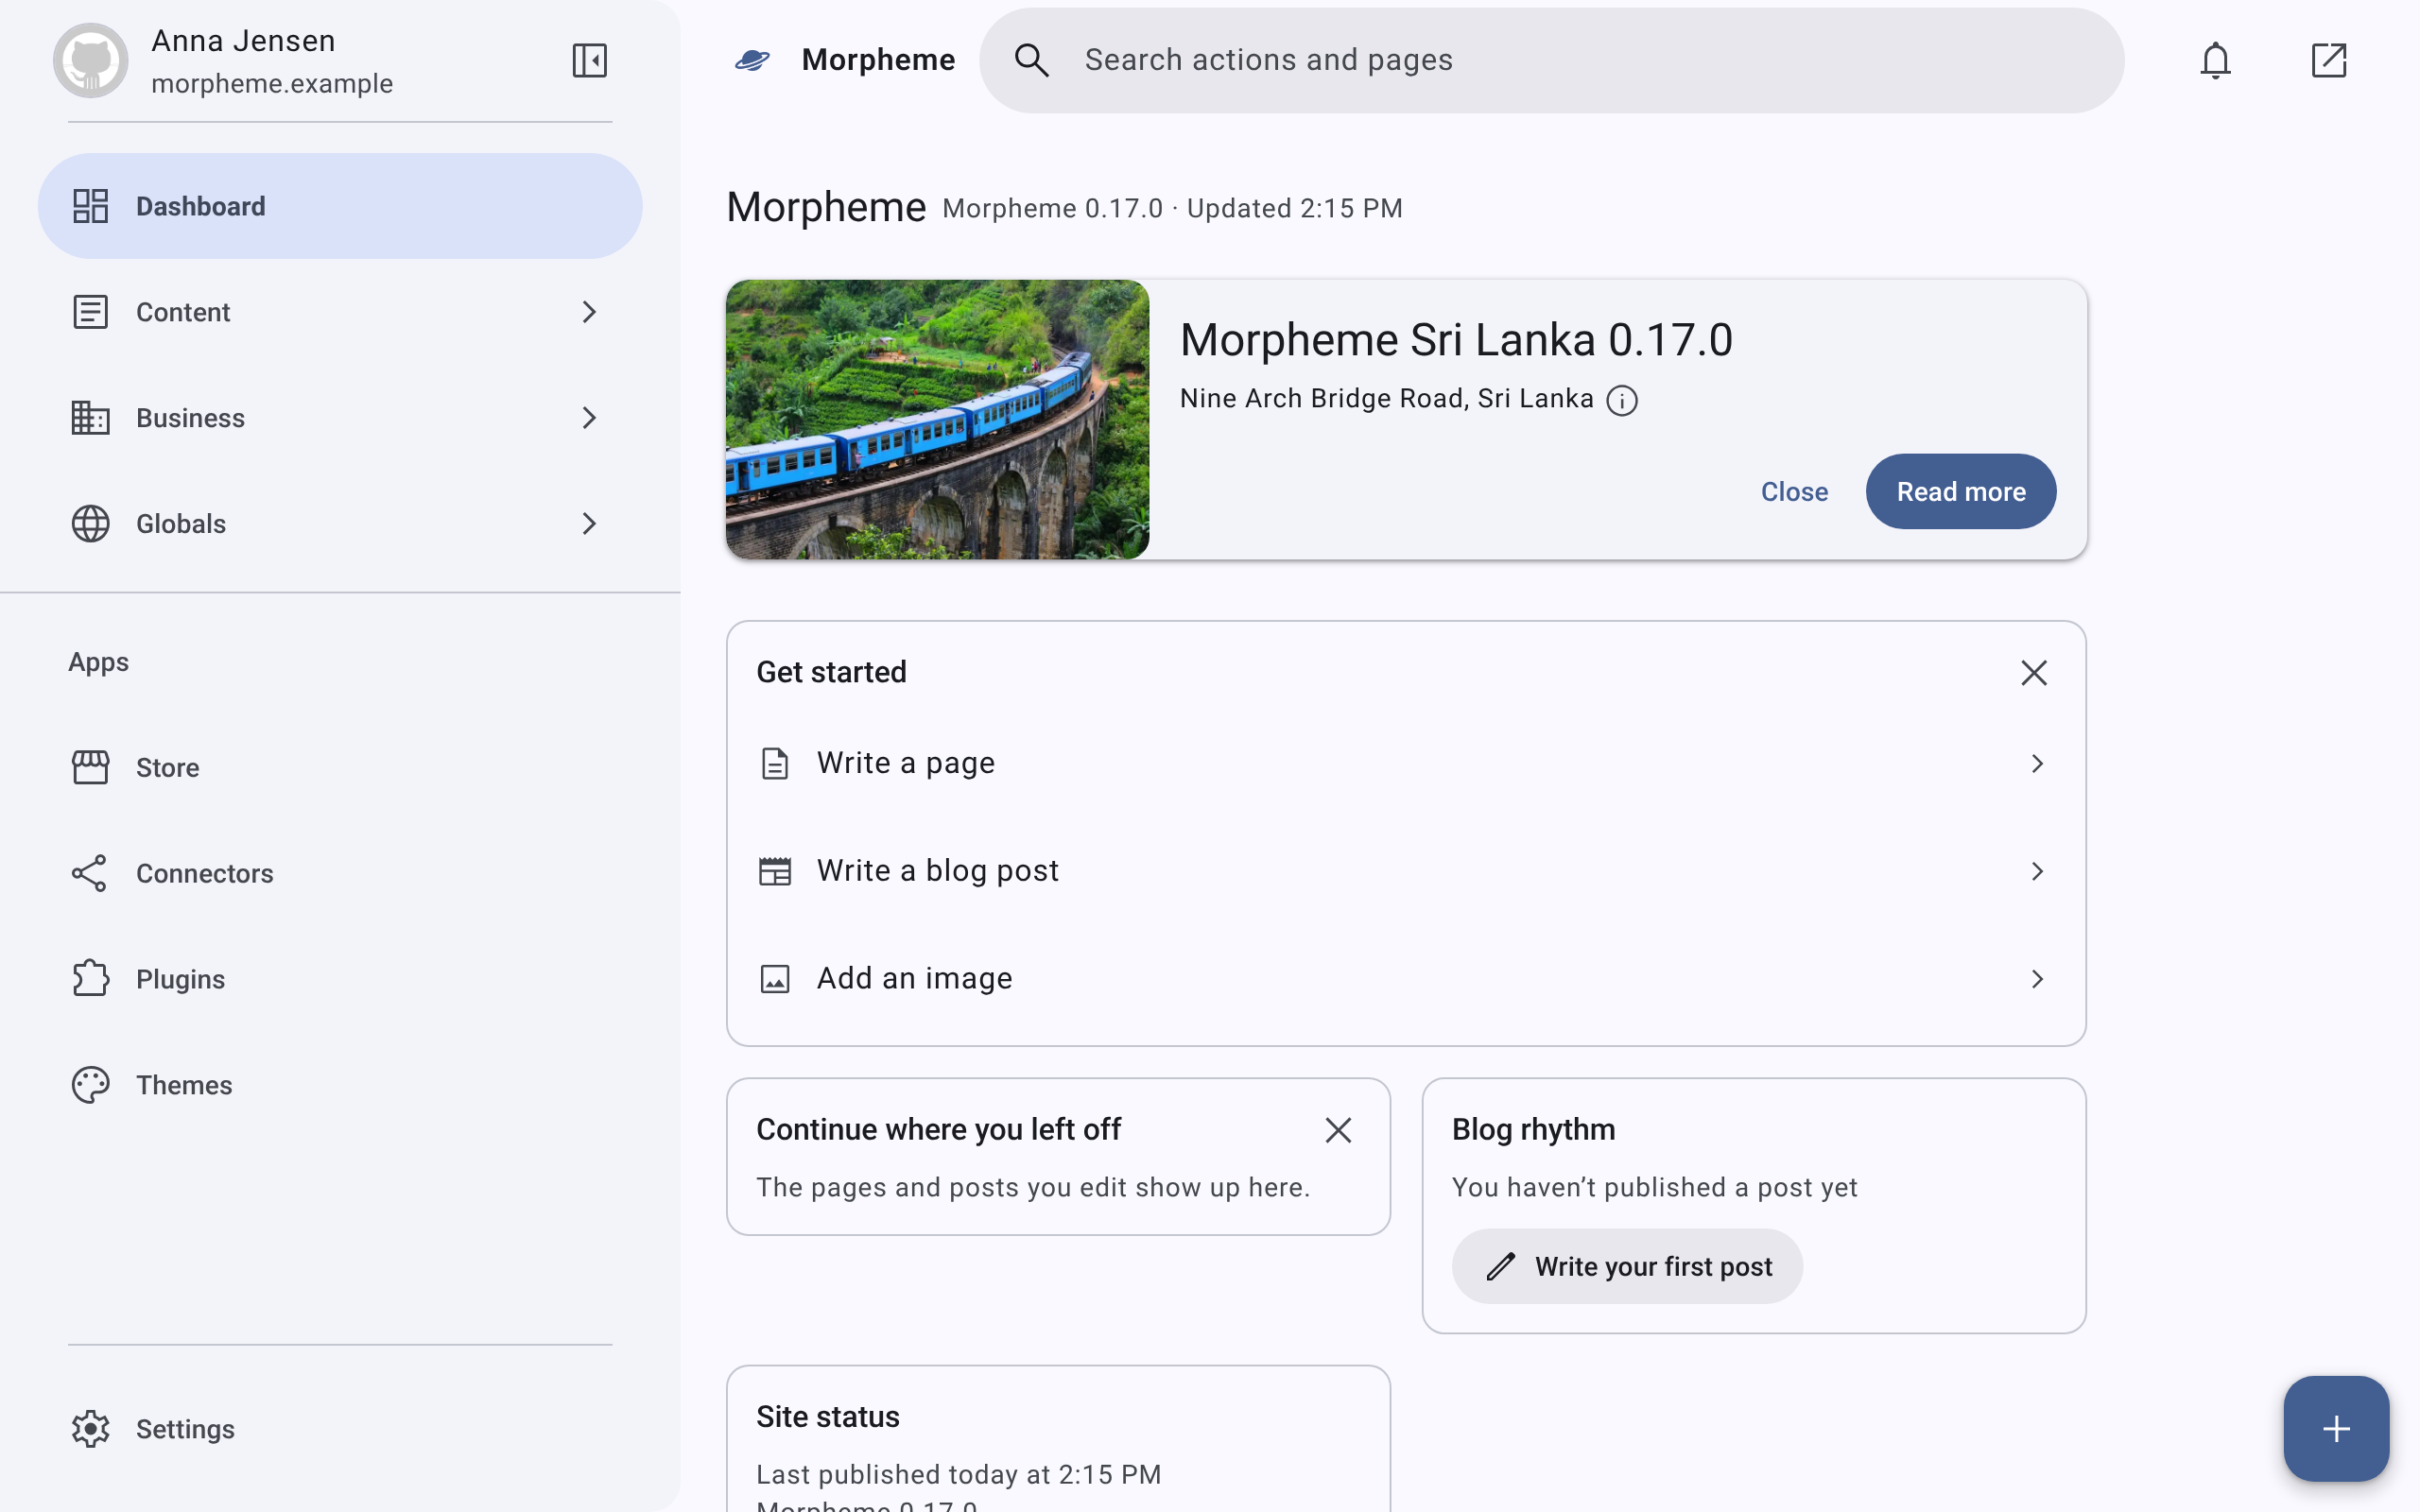 Anna Jensen
morpheme.example
Dashboard
Content
Business
Globals
Apps
Store
Connectors
Plugins
Themes
Settings
Morpheme
Search actions and pages
Morpheme Morpheme 0.17.0 · Updated 2:15 PM
Morpheme Sri Lanka 0.17.0
Nine Arch Bridge Road, Sri Lanka
Close Read more
Get started
Write a page
Write a blog post
Add an image
Continue where you left off
The pages and posts you edit show up here.
Blog rhythm
You haven’t published a post yet
Write your first post
Site status
Last published today at 2:15 PM
Morpheme 0.17.0